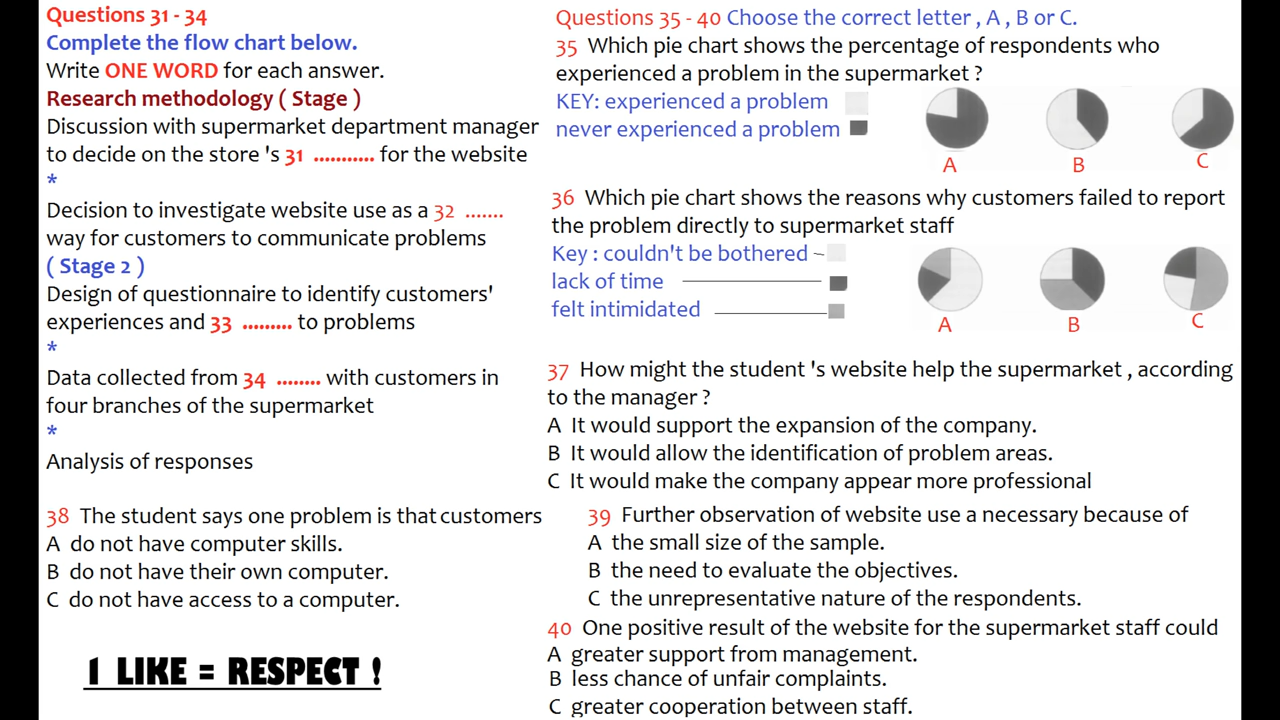 Questions 31 - 34
Complete the flow chart below.
Write ONE WORD for each answer.
Research methodology ( Stage )
Discussion with supermarket department manager
to decide on the store 's 31 ........... for the website
*
Decision to investigate website use as a 32 .......
way for customers to communicate problems
( Stage 2 )
Design of questionnaire to identify customers'
experiences and 33 ......... to problems
*
Data collected from 34 ........ with customers in
four branches of the supermarket
*
Analysis of responses
Questions 35 - 40 Choose the correct letter , A , B or C.
35 Which pie chart shows the percentage of respondents who
experienced a problem in the supermarket ?
KEY: experienced a problem
never experienced a problem
A B C
36 Which pie chart shows the reasons why customers failed to report
the problem directly to supermarket staff
Key : couldn't be bothered
lack of time
felt intimidated
A B C
37 How might the student 's website help the supermarket , according
to the manager ?
A It would support the expansion of the company.
B It would allow the identification of problem areas.
C It would make the company appear more professional
38 The student says one problem is that customers
A do not have computer skills.
B do not have their own computer.
C do not have access to a computer.
39 Further observation of website use a necessary because of
A the small size of the sample.
B the need to evaluate the objectives.
C the unrepresentative nature of the respondents.
40 One positive result of the website for the supermarket staff could
A greater support from management.
B less chance of unfair complaints.
C greater cooperation between staff.
1 LIKE = RESPECT !